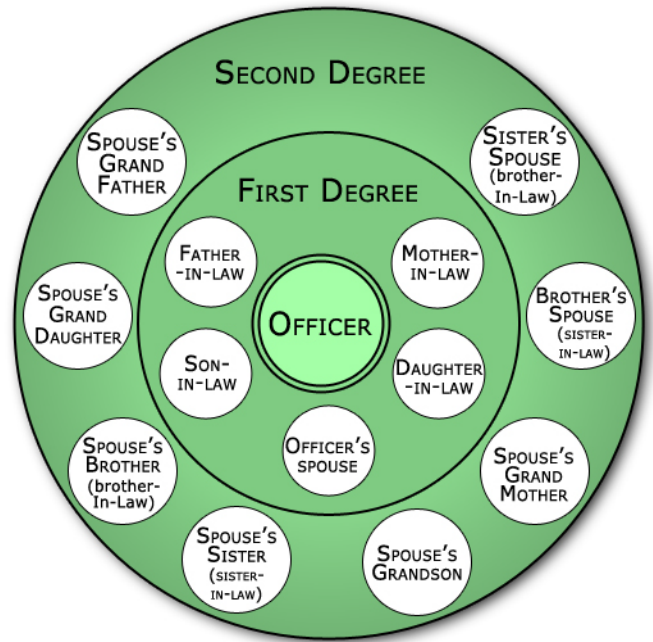 SECOND DEGREE
SPOUSE'S
GRAND
FATHER
SISTER'S
SPOUSE
(brother-
In-Law)
FIRST DEGREE
FATHER
-IN-LAW
MOTHER-
IN-LAW
OFFICER
SPOUSE'S
GRAND
DAUGHTER
BROTHER'S
SPOUSE
(SISTER-
IN-LAW)
SON-
IN-LAW
DAUGHTER
-IN-LAW
OFFICER'S
SPOUSE
SPOUSE'S
BROTHER
(brother-
In-Law)
SPOUSE'S
GRAND
MOTHER
SPOUSE'S
SISTER
(SISTER-
IN-LAW)
SPOUSE'S
GRANDSON